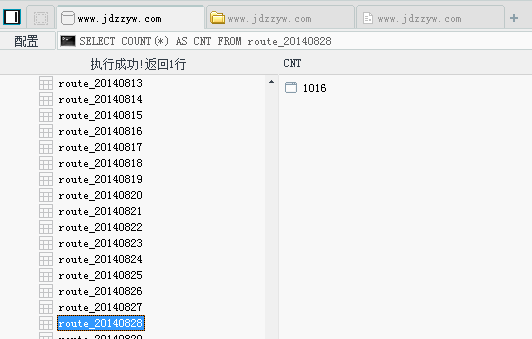 www.jdzzyw.com www.jdzzyw.com www.jdzzyw.com
配置 SELECT COUNT(*) AS CNT FROM route_20140828
执行成功!返回1行 CNT
route_20140813 1016
route_20140814
route_20140815
route_20140816
route_20140817
route_20140818
route_20140819
route_20140820
route_20140821
route_20140822
route_20140823
route_20140824
route_20140825
route_20140826
route_20140827
route_20140828